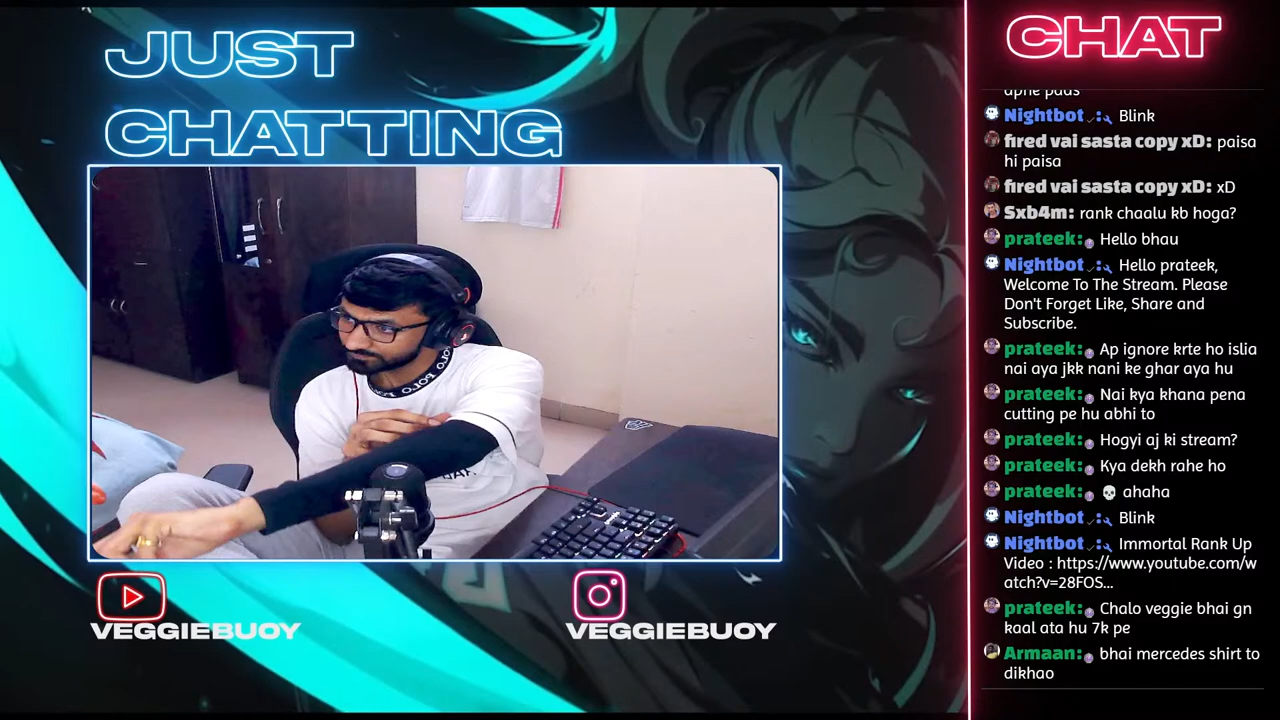 JUST
CHATTING
CHAT
apne paas
Nightbot : Blink
fired vai sasta copy xD: paisa
hi paisa
fired vai sasta copy xD: xD
Sxb4m: rank chaalu kb hoga?
prateek: Hello bhau
Nightbot : Hello prateek,
Welcome To The Stream. Please
Don't Forget Like, Share and
Subscribe.
prateek: Ap ignore krte ho islia
nai aya jkk nani ke ghar aya hu
prateek: Nai kya khana pena
cutting pe hu abhi to
prateek: Hogyi aj ki stream?
prateek: Kya dekh rahe ho
prateek: 💀 ahaha
Nightbot : Blink
Nightbot : Immortal Rank Up
Video : https://www.youtube.com/w
atch?v=28FOS...
prateek: Chalo veggie bhai gn
kaal ata hu 7k pe
Armaan: bhai mercedes shirt to
dikhao
POLO
VEGGIEBUOY
VEGGIEBUOY